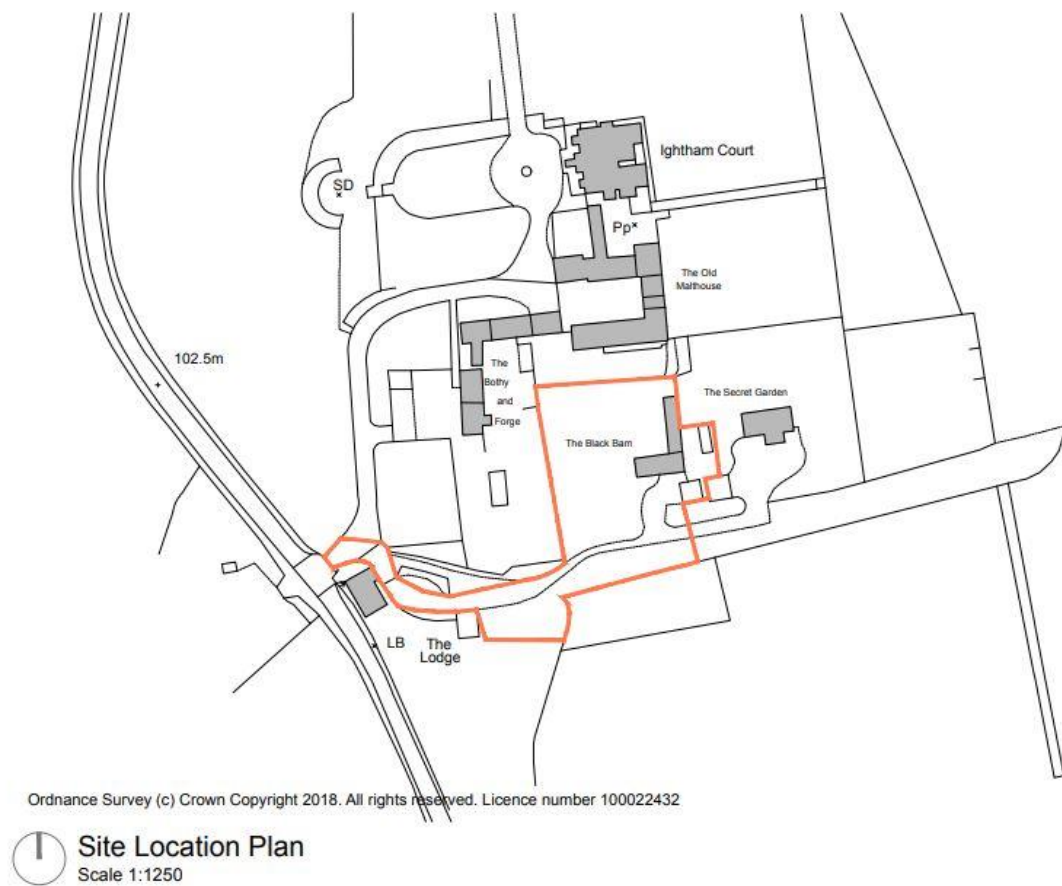 Ightham Court
SD
Pp
The Old
Malthouse
102.5m
The
Bothy
and
Forge
The Secret Garden
The Black Barn
LB
The
Lodge
Ordnance Survey (c) Crown Copyright 2018. All rights reserved. Licence number 100022432
Site Location Plan
Scale 1:1250